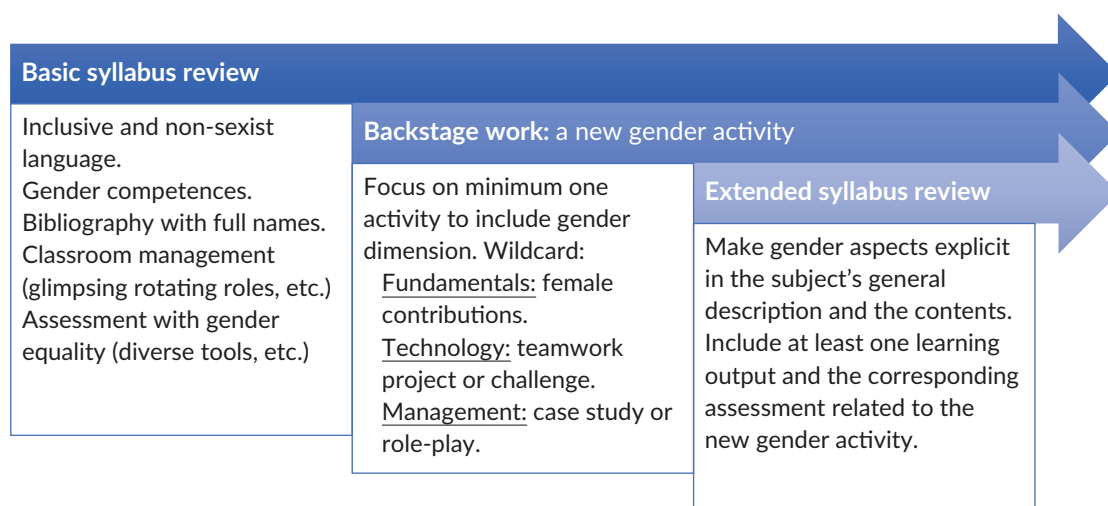 Basic syllabus review
Inclusive and non-sexist
language.
Gender competences.
Bibliography with full names.
Classroom management
(glimpsing rotating roles, etc.)
Assessment with gender
equality (diverse tools, etc.)
Backstage work: a new gender activity
Focus on minimum one
activity to include gender
dimension. Wildcard:
Fundamentals: female
contributions.
Technology: teamwork
project or challenge.
Management: case study or
role-play.
Extended syllabus review
Make gender aspects explicit
in the subject’s general
description and the contents.
Include at least one learning
output and the corresponding
assessment related to the
new gender activity.